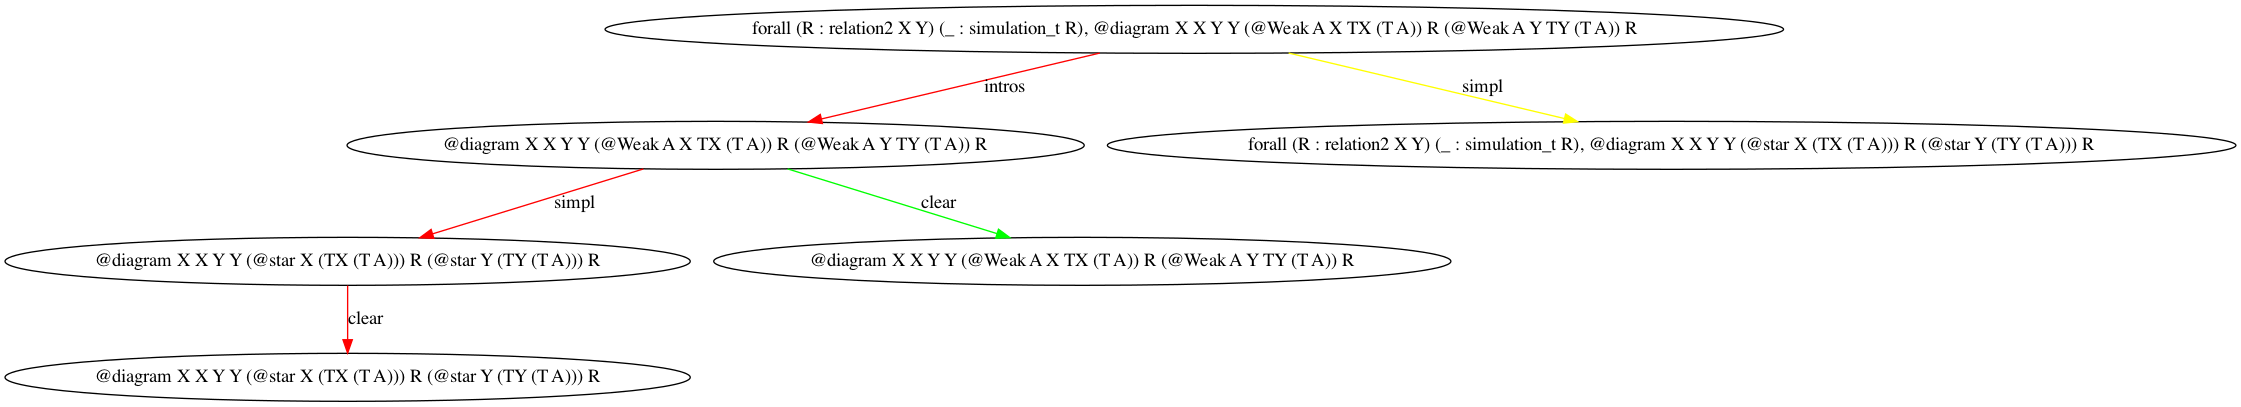 forall (R : relation2 X Y) (_ : simulation_t R), @diagram X X Y Y (@Weak A X TX (T A)) R (@Weak A Y TY (T A)) R
intros
simpl
@diagram X X Y Y (@Weak A X TX (T A)) R (@Weak A Y TY (T A)) R
forall (R : relation2 X Y) (_ : simulation_t R), @diagram X X Y Y (@star X (TX (T A))) R (@star Y (TY (T A))) R
simpl
clear
@diagram X X Y Y (@star X (TX (T A))) R (@star Y (TY (T A))) R
@diagram X X Y Y (@Weak A X TX (T A)) R (@Weak A Y TY (T A)) R
clear
@diagram X X Y Y (@star X (TX (T A))) R (@star Y (TY (T A))) R